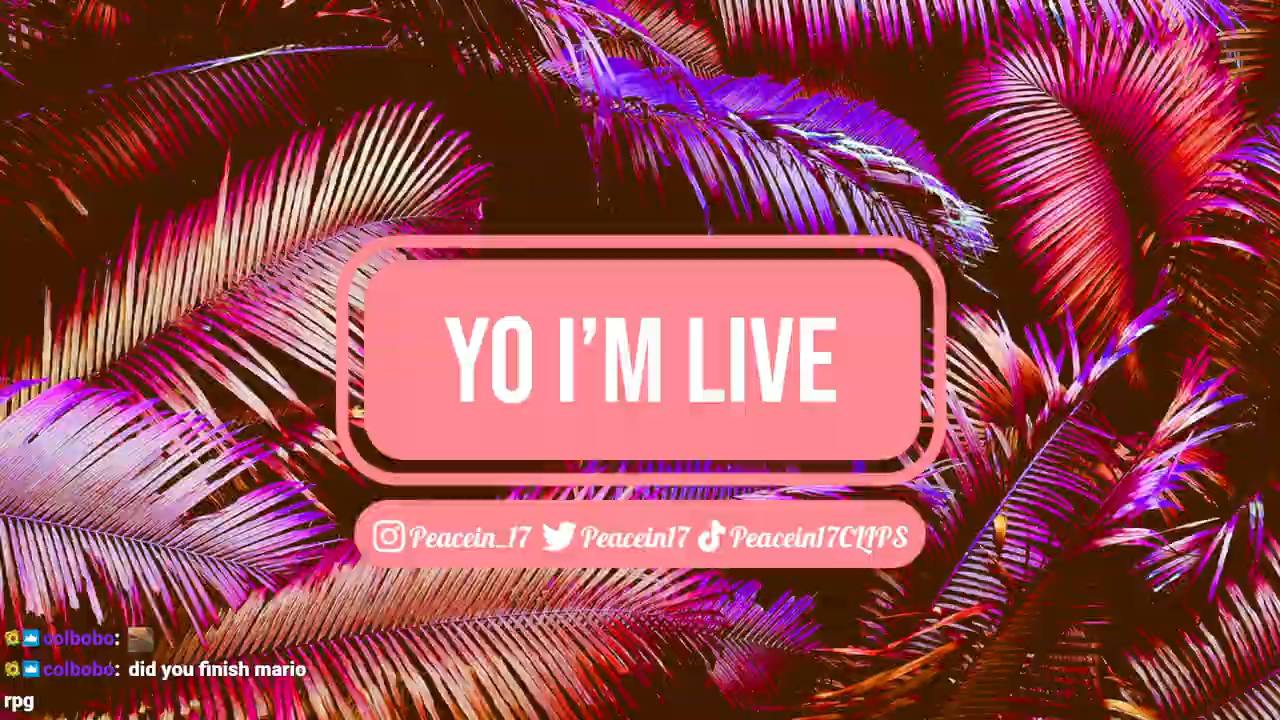 YO I'M LIVE
Peacein_17 Peacein17 Peacein17CLIPS
colbobo:
colbobo: did you finish mario
rpg